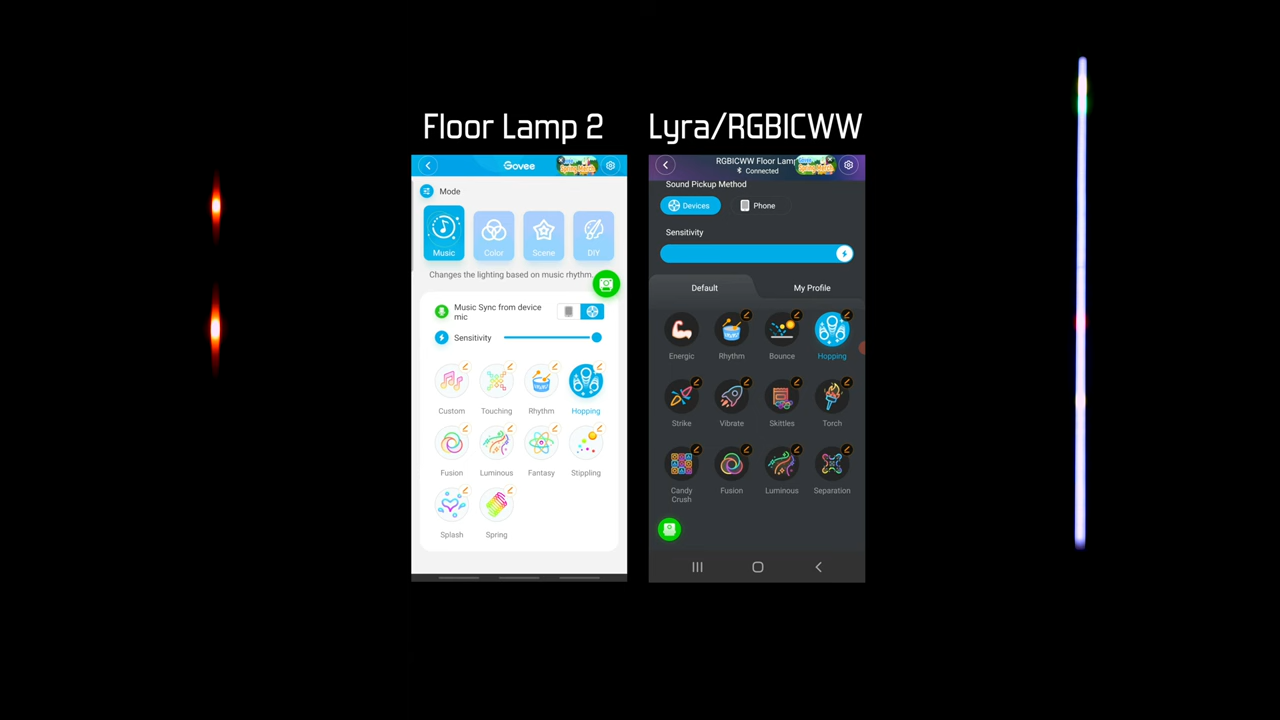 Floor Lamp 2
Govee
Mode
Music
Color
Scene
DIY
Changes the lighting based on music rhythm.
Music Sync from device
mic
Sensitivity
Custom
Touching
Rhythm
Hopping
Fusion
Luminous
Fantasy
Stippling
Splash
Spring
Lyra/RGBICWW
RGBICWW Floor Lamp
Connected
Sound Pickup Method
Devices
Phone
Sensitivity
Default
My Profile
Energic
Rhythm
Bounce
Hopping
Strike
Vibrate
Skittles
Torch
Candy
Crush
Fusion
Luminous
Separation